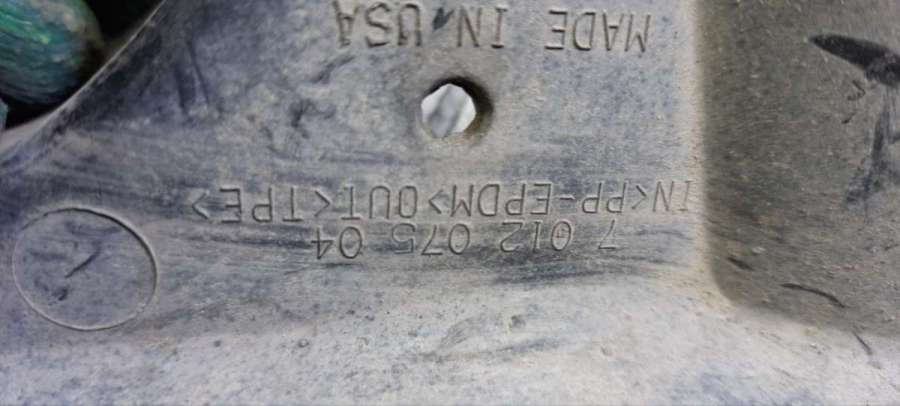 7 012 075 04
IN<PP-EPDM>OUT<TPE>
MADE IN USA